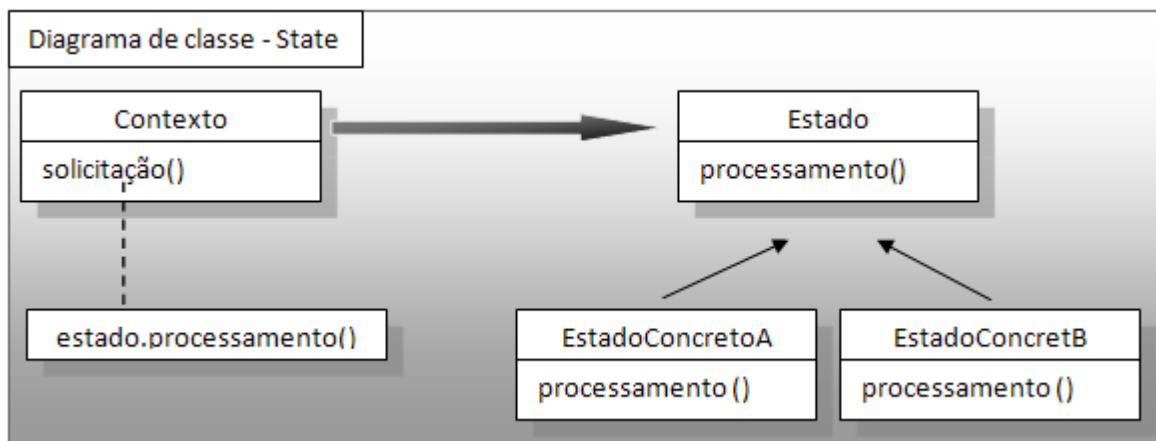 Diagrama de classe - State
Contexto
solicitação()
estado.processamento()
Estado
processamento()
EstadoConcretoA
processamento ()
EstadoConcretB
processamento ()